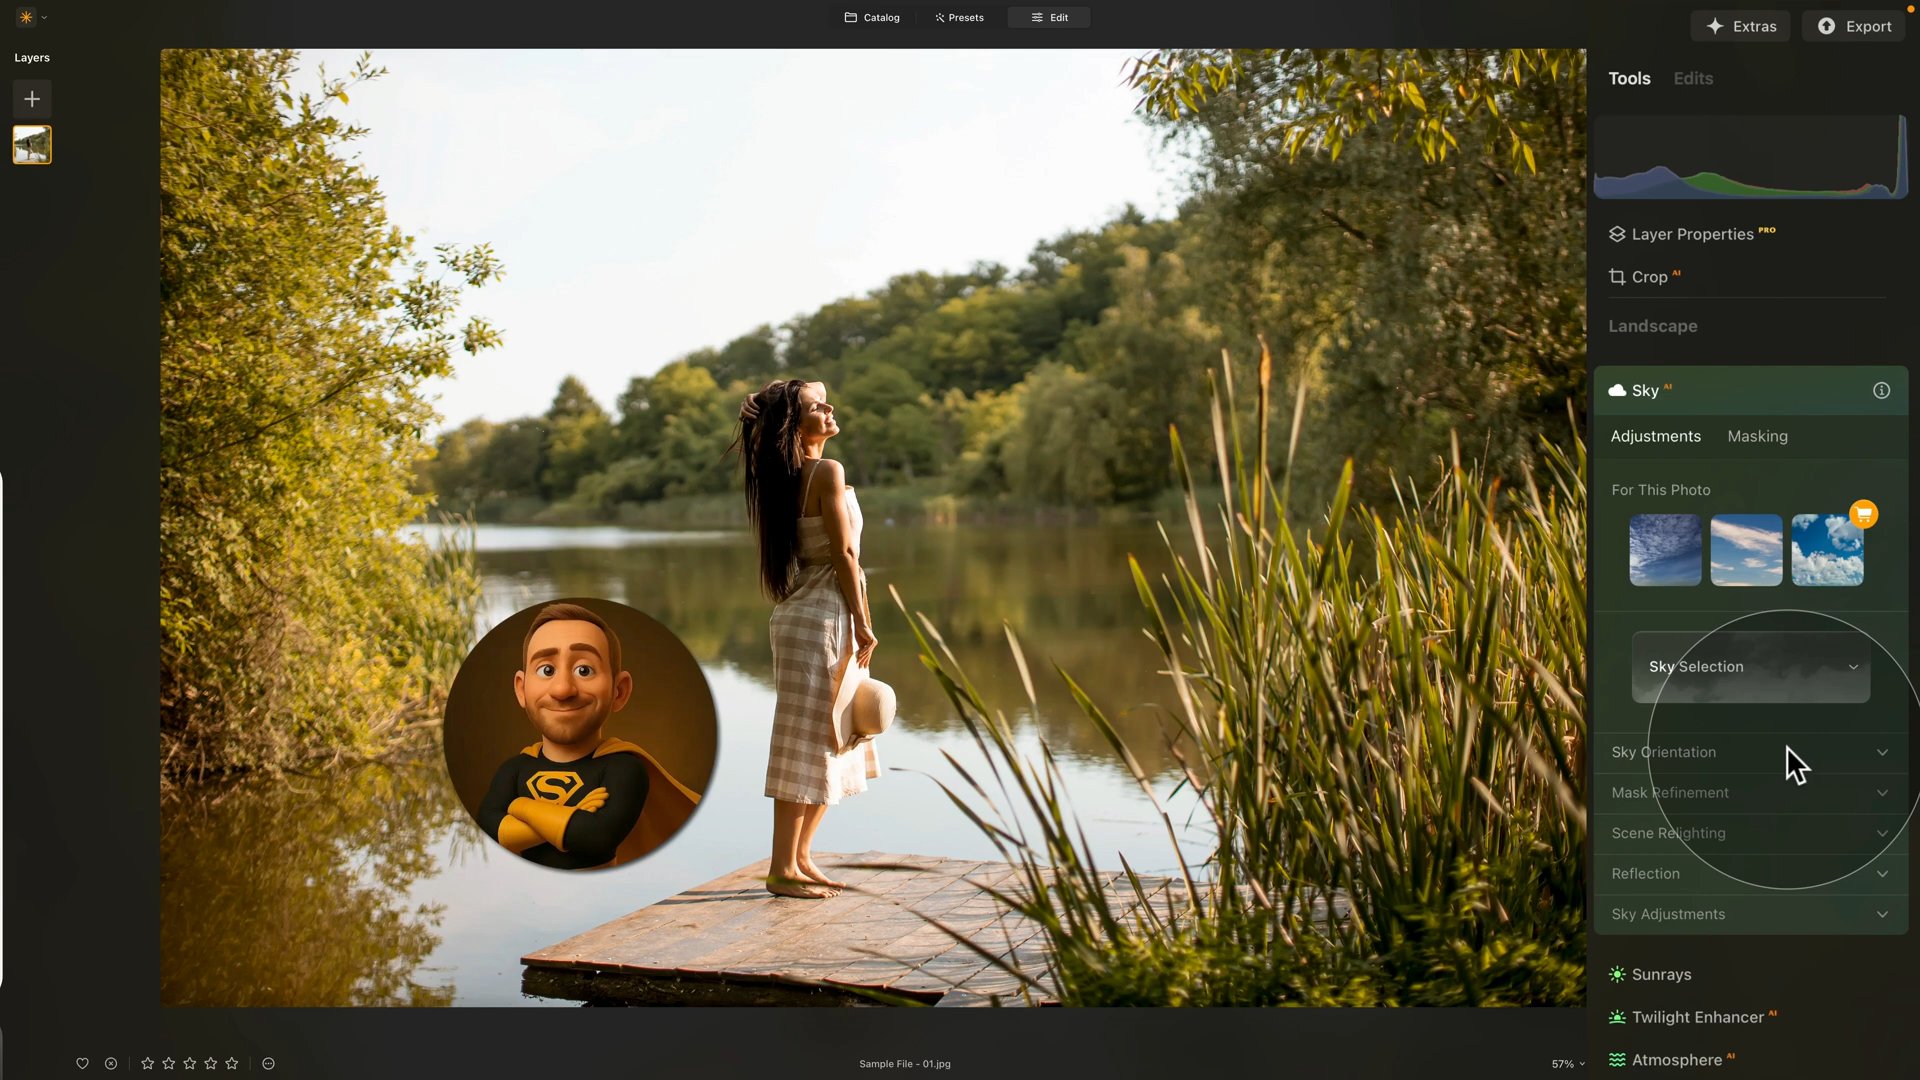 Catalog
Presets
Edit
Extras
Export
Layers
Tools
Edits
Layer Properties PRO
Crop AI
Landscape
Sky AI
Adjustments
Masking
For This Photo
Sky Selection
Sky Orientation
Mask Refinement
Scene Relighting
Reflection
Sky Adjustments
Sunrays
Twilight Enhancer AI
Atmosphere AI
S
Sample File - 01.jpg
57%